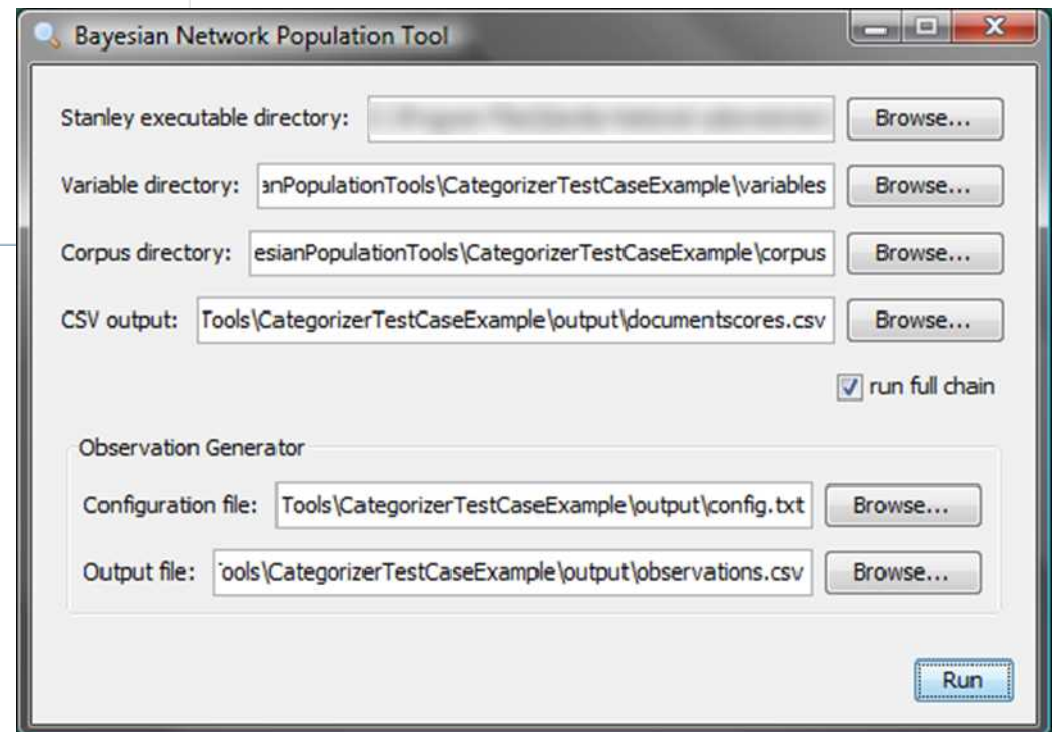 Bayesian Network Population Tool
Stanley executable directory: Browse...
Variable directory: anPopulationTools\CategorizerTestCaseExample\variables Browse...
Corpus directory: esianPopulationTools\CategorizerTestCaseExample\corpus Browse...
CSV output: Tools\CategorizerTestCaseExample\output\documentscores.csv Browse...
run full chain
Observation Generator
Configuration file: Tools\CategorizerTestCaseExample\output\config.txt Browse...
Output file: Tools\CategorizerTestCaseExample\output\observations.csv Browse...
Run